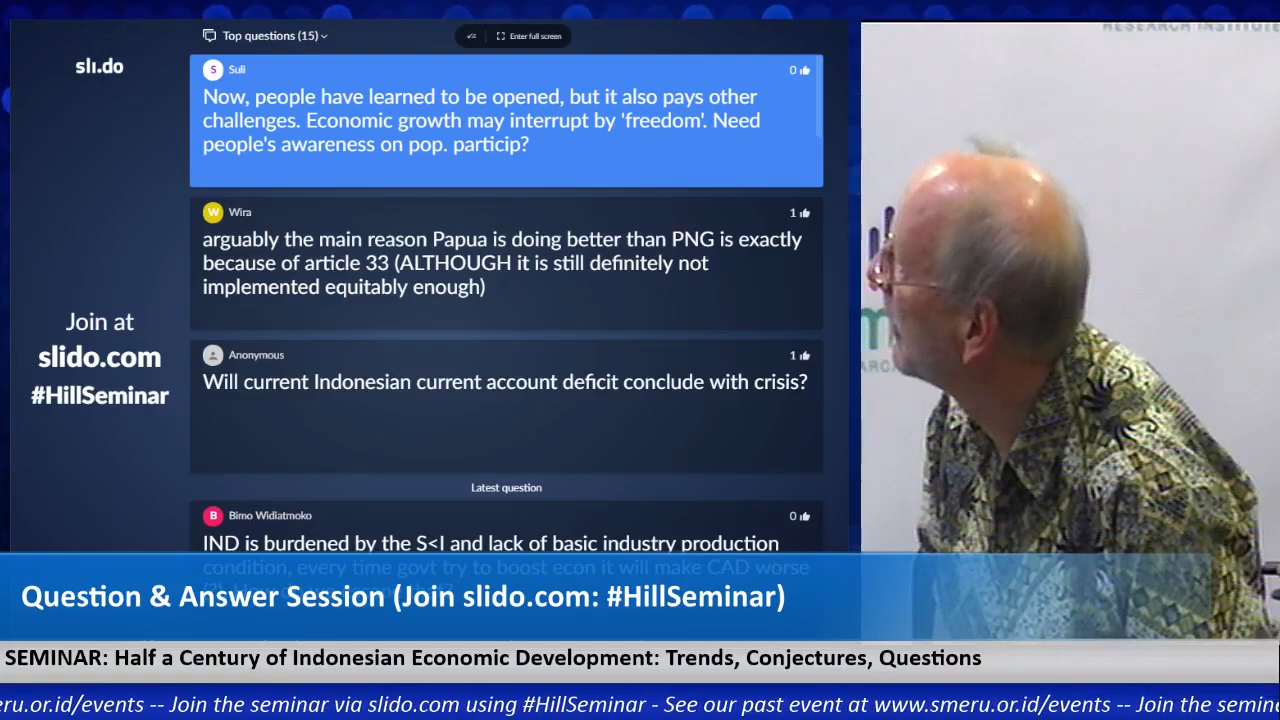 Top questions (15)
Enter full screen
sli.do
S Suli 0
Now, people have learned to be opened, but it also pays other
challenges. Economic growth may interrupt by 'freedom'. Need
people's awareness on pop. particip?
W Wira 1
arguably the main reason Papua is doing better than PNG is exactly
because of article 33 (ALTHOUGH it is still definitely not
implemented equitably enough)
Join at
slido.com
#HillSeminar
Anonymous 1
Will current Indonesian current account deficit conclude with crisis?
Latest question
B Bimo Widiatmoko 0
IND is burdened by the S<I and lack of basic industry production
condition, every time govt try to boost econ it will make CAD worse
RESEARCH INSTITUTE
Question & Answer Session (Join slido.com: #HillSeminar)
SEMINAR: Half a Century of Indonesian Economic Development: Trends, Conjectures, Questions
eru.or.id/events -- Join the seminar via slido.com using #HillSeminar - See our past event at www.smeru.or.id/events -- Join the semina